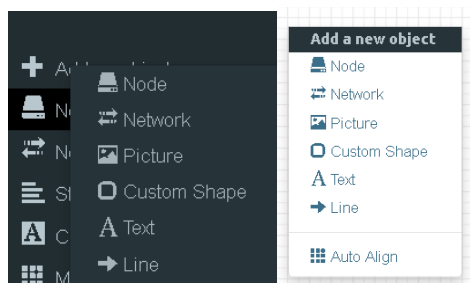 Node
Network
Picture
Custom Shape
Text
Line
Add a new object
Node
Network
Picture
Custom Shape
Text
Line
Auto Align